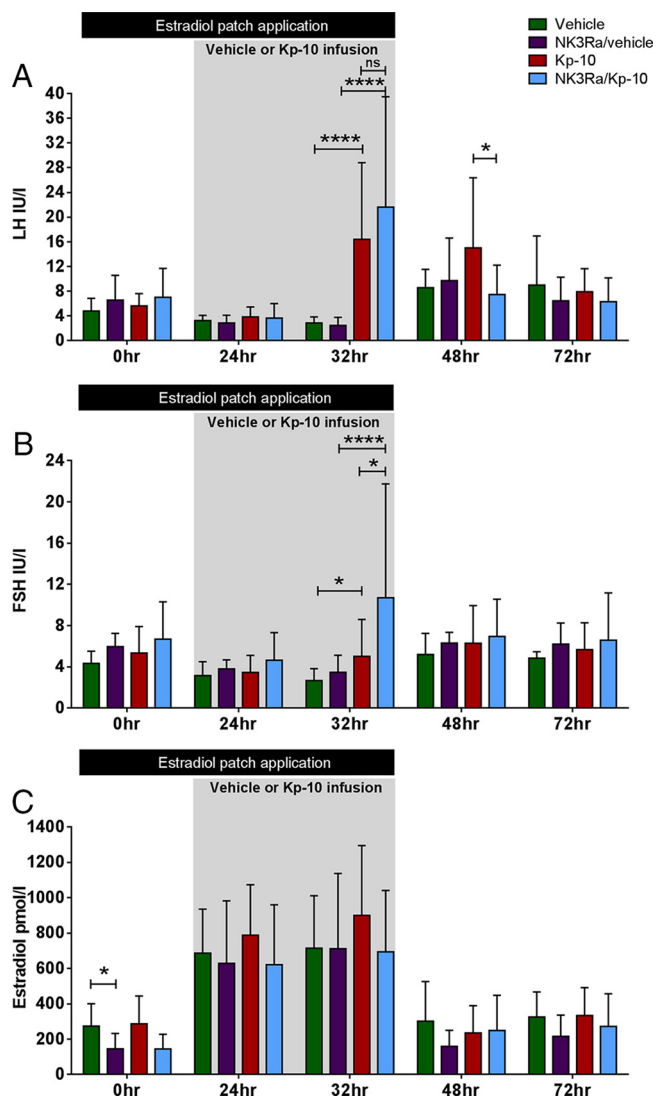 Estradiol patch application
Vehicle or Kp-10 infusion
Vehicle
NK3Ra/vehicle
Kp-10
NK3Ra/Kp-10
A
ns
****
****
*
LH IU/l
40
36
32
28
24
20
16
12
8
4
0
0hr 24hr 32hr 48hr 72hr
Estradiol patch application
Vehicle or Kp-10 infusion
B
****
*
*
FSH IU/l
24
20
16
12
8
4
0
0hr 24hr 32hr 48hr 72hr
Estradiol patch application
Vehicle or Kp-10 infusion
C
*
Estradiol pmol/l
1400
1200
1000
800
600
400
200
0
0hr 24hr 32hr 48hr 72hr